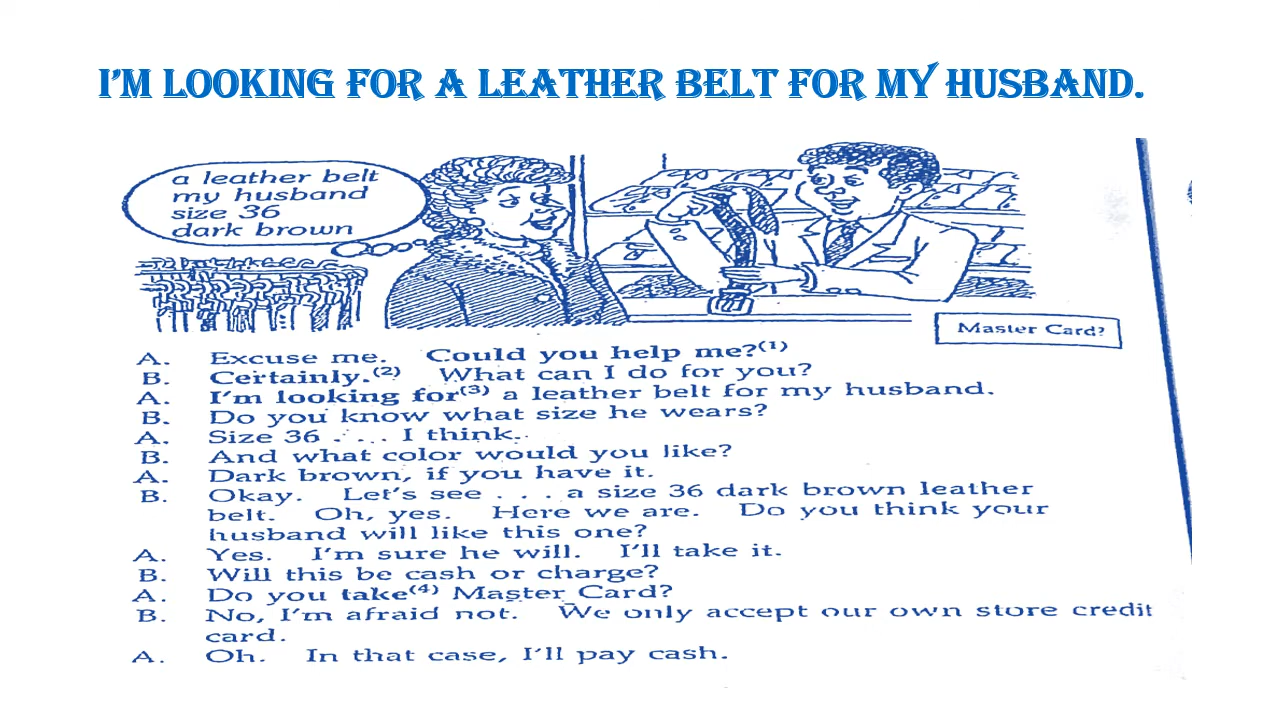 I'M LOOKING FOR A LEATHER BELT FOR MY HUSBAND.
a leather belt
my husband
size 36
dark brown
Master Card?
A. Excuse me. Could you help me?(1)
B. Certainly.(2) What can I do for you?
A. I'm looking for(3) a leather belt for my husband.
B. Do you know what size he wears?
A. Size 36 . . . I think.
B. And what color would you like?
A. Dark brown, if you have it.
B. Okay. Let's see . . . a size 36 dark brown leather
belt. Oh, yes. Here we are. Do you think your
husband will like this one?
A. Yes. I'm sure he will. I'll take it.
B. Will this be cash or charge?
A. Do you take(4) Master Card?
B. No, I'm afraid not. We only accept our own store credit
card.
A. Oh. In that case, I'll pay cash.